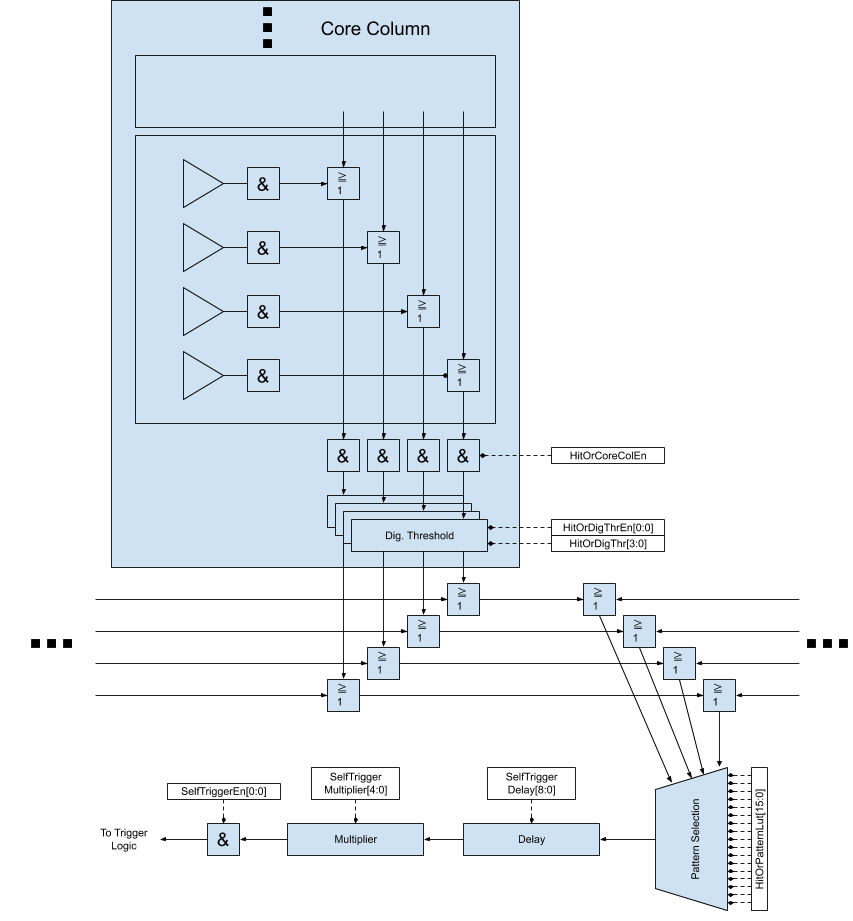 Core Column
&
≥
1
&
≥
1
&
≥
1
&
≥
1
& & & &
HitOrCoreColEn
HitOrDigThrEn[0:0]
Dig. Threshold
HitOrDigThr[3:0]
≥ ≥
1 1
≥ ≥
1 1
≥ ≥
1 1
≥ ≥
1 1
SelfTriggerEn[0:0]
SelfTrigger
Multiplier[4:0]
SelfTrigger
Delay[8:0]
To Trigger
Logic
&
Multiplier
Delay
Pattern Selection
HitOrPatternLut[15:0]